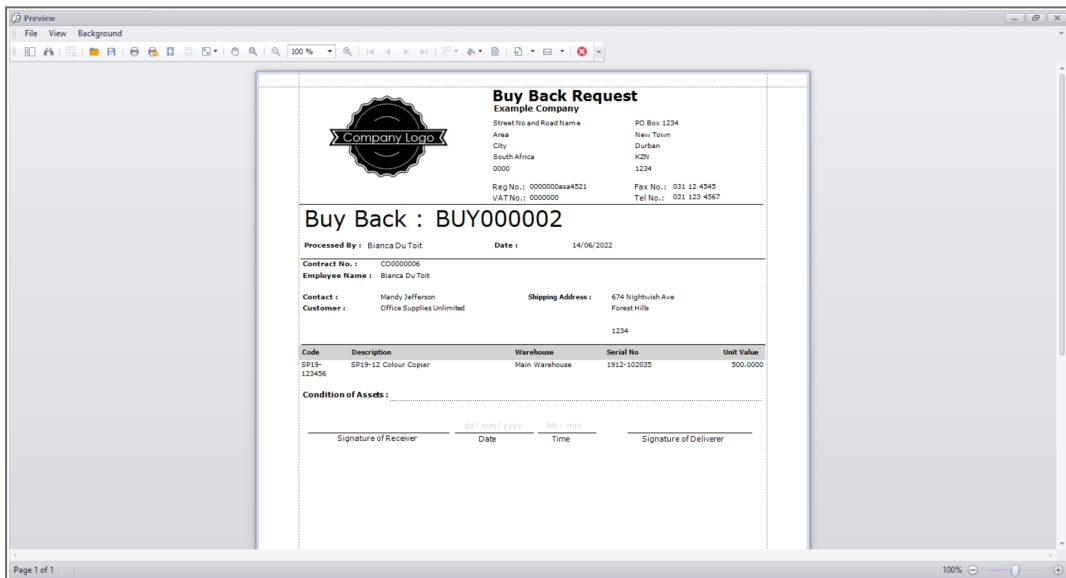 Preview
File View Background
100 %
Company Logo
Buy Back Request
Example Company
Street No and Road Name PO Box 1234
Area New Town
City Durban
South Africa KZN
0000 1234
Reg No.: 0000000asa4521 Fax No.: 031 12 4545
VAT No.: 0000000 Tel No.: 031 123 4567
Buy Back : BUY000002
Processed By : Bianca Du Toit Date : 14/06/2022
Contract No. : CO0000006
Employee Name : Bianca Du Toit
Contact : Mandy Jefferson Shipping Address : 674 Nightwish Ave
Customer : Office Supplies Unlimited Forest Hills
1234
Code Description Warehouse Serial No Unit Value
SP19- SP19-12 Colour Copier Main Warehouse 1912-102035 500.0000
123456
Condition of Assets :
dd / mm / yyyy hh : mm
Signature of Receiver Date Time Signature of Deliverer
Page 1 of 1 100%